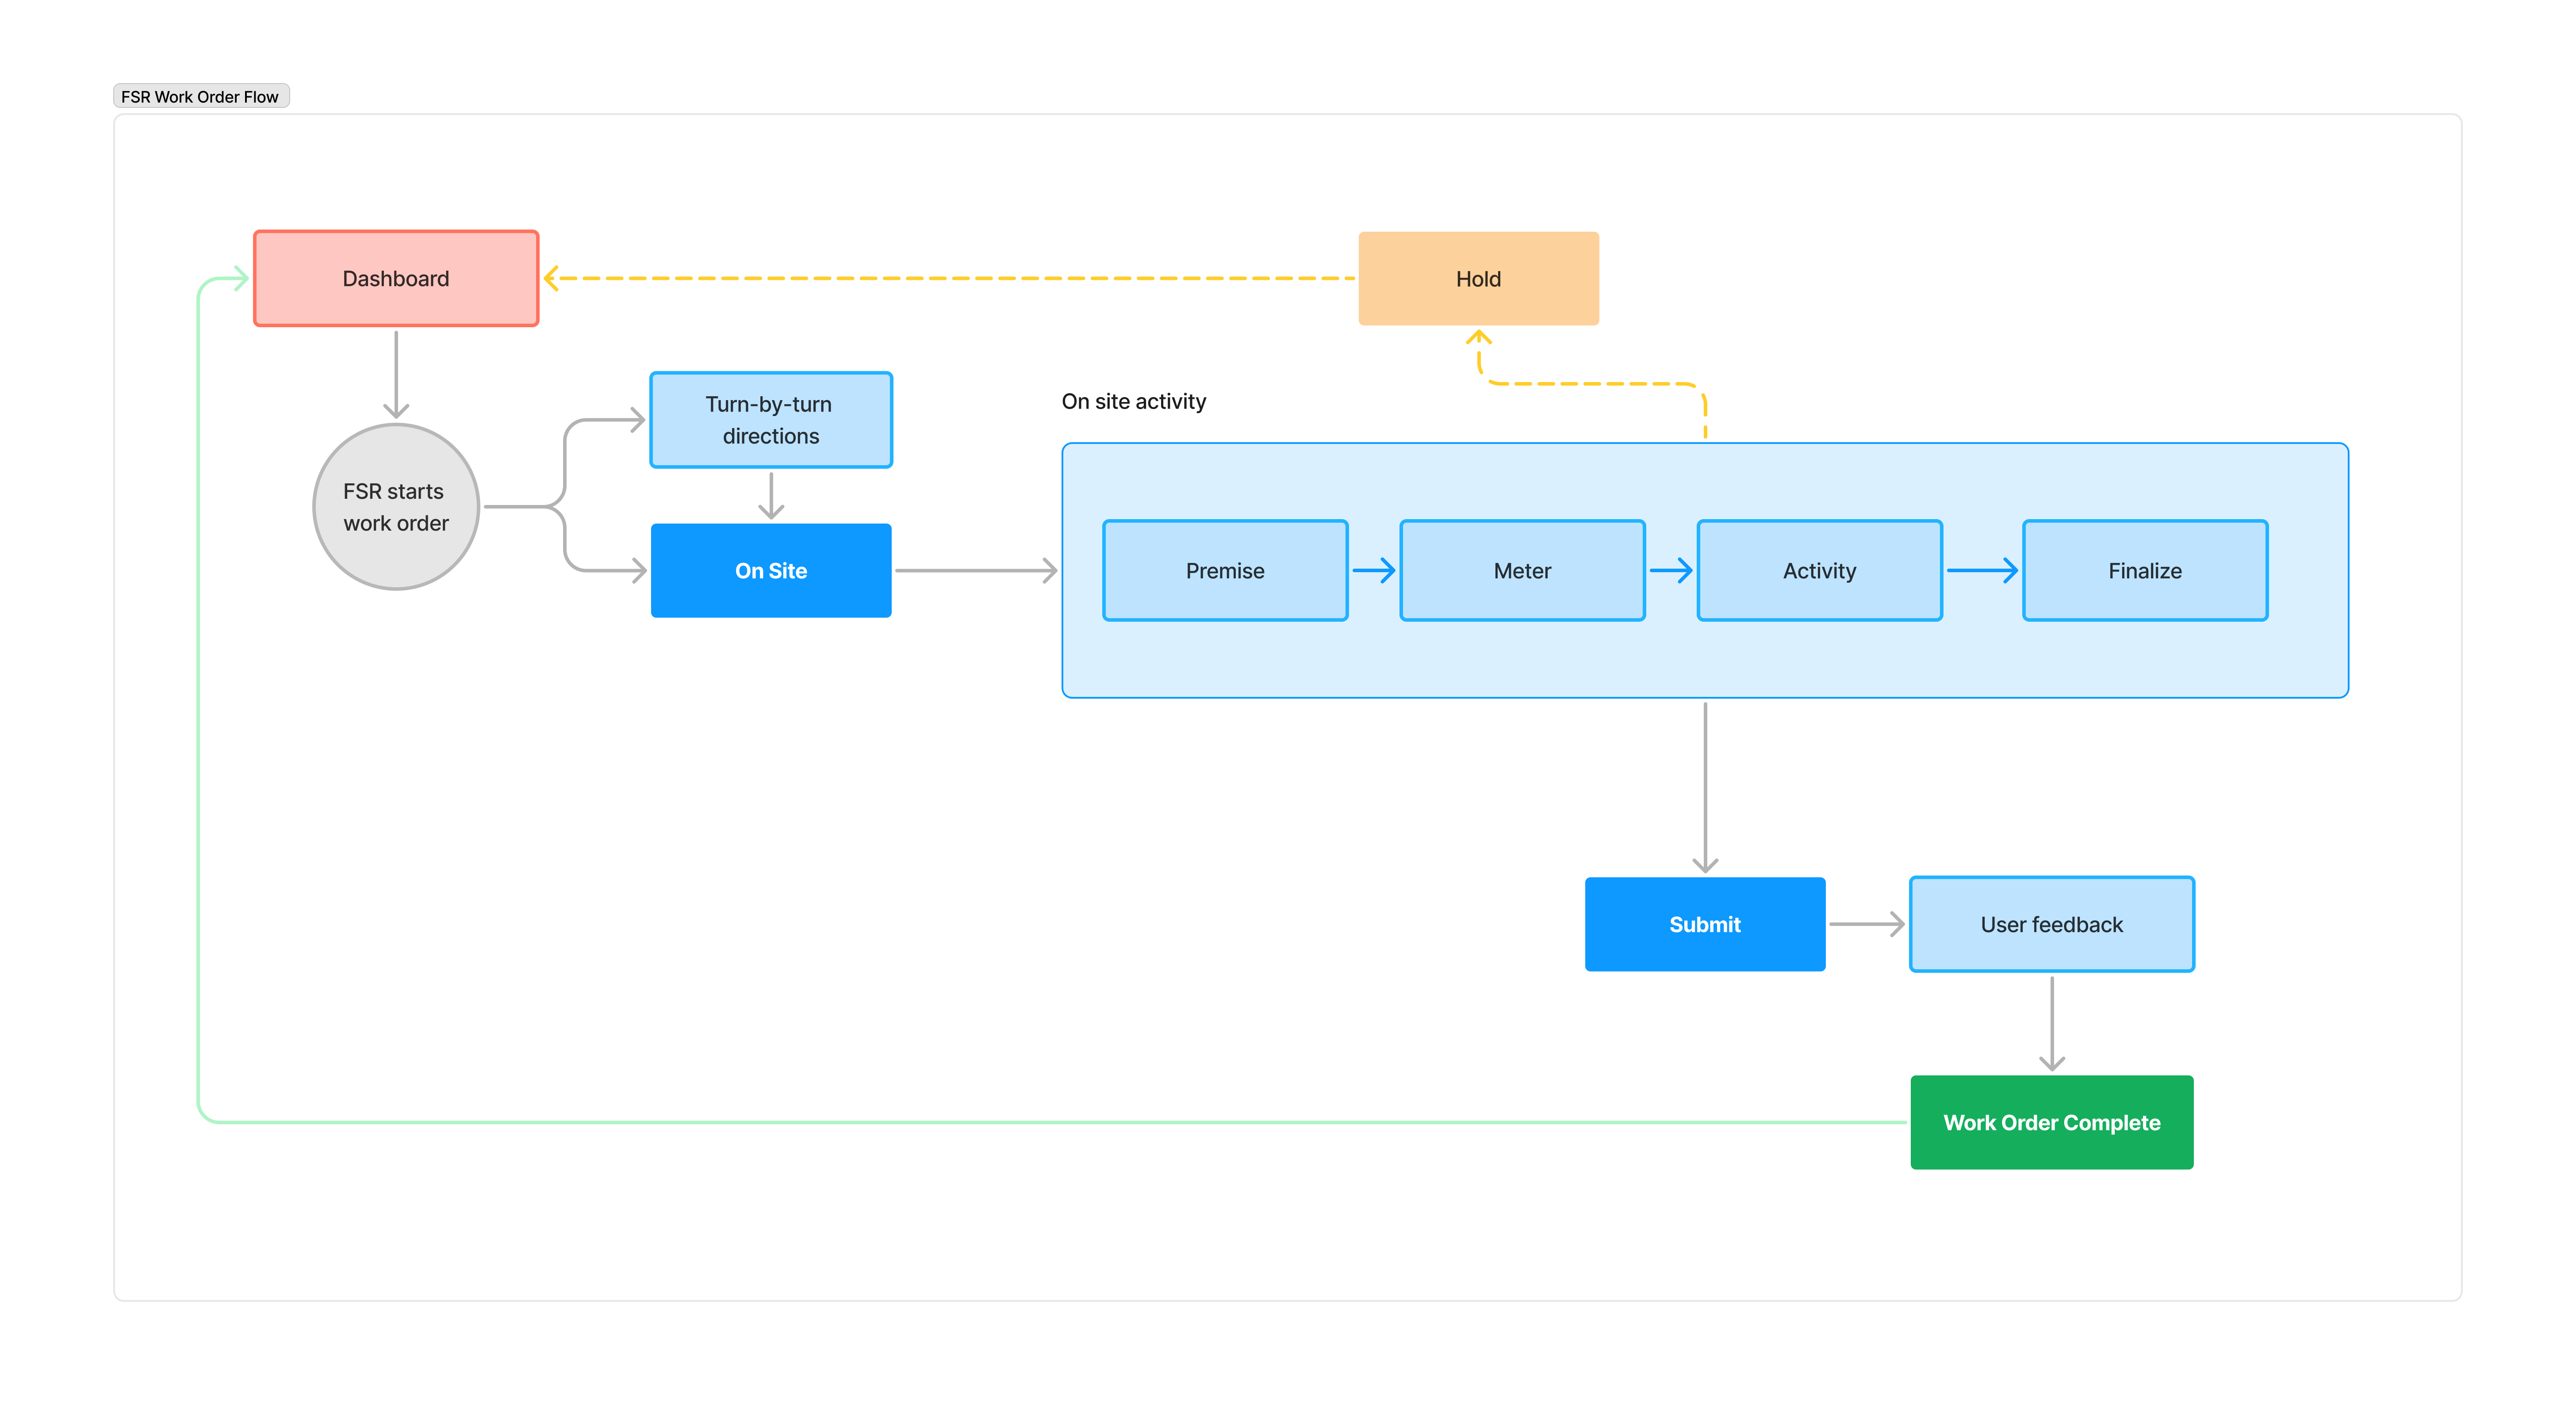 FSR Work Order Flow
Dashboard
Hold
Turn-by-turn
directions
On site activity
FSR starts
work order
On Site
Premise
Meter
Activity
Finalize
Submit
User feedback
Work Order Complete